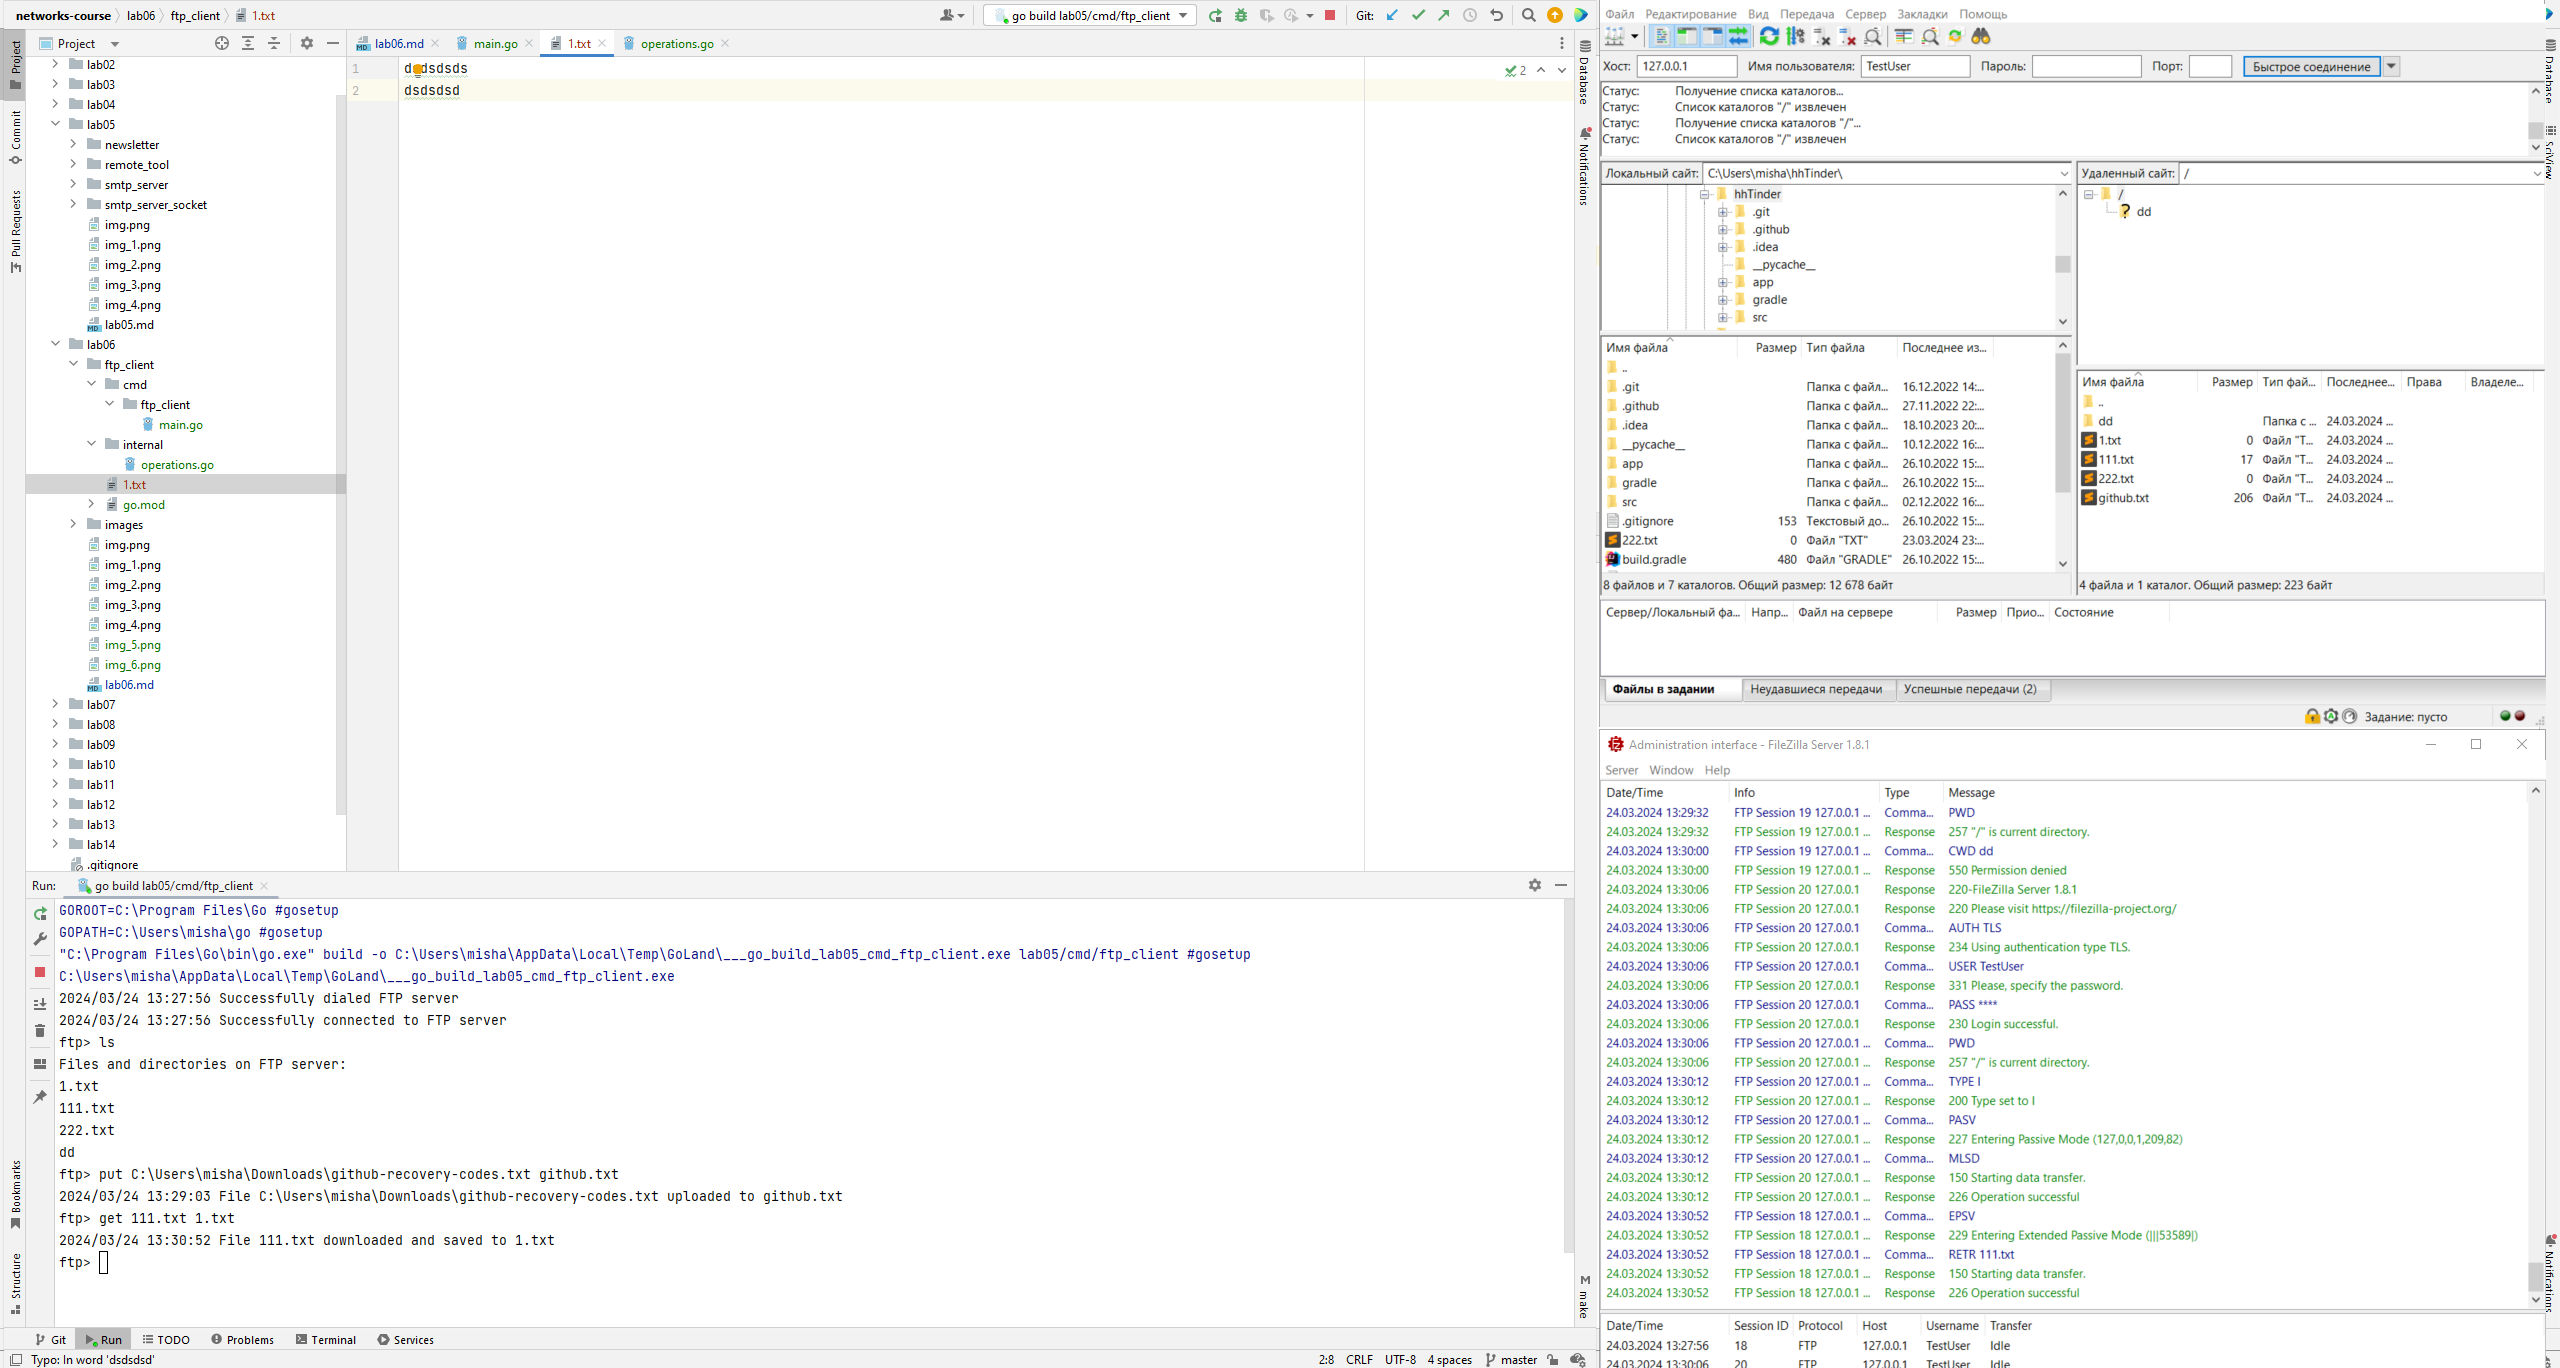 networks-course
lab06
ftp_client
1.txt
go build lab05/cmd/ftp_client
Git:
Project
lab06.md
main.go
1.txt
operations.go
Project
Commit
Pull Requests
Bookmarks
Structure
lab02
lab03
lab04
lab05
newsletter
remote_tool
smtp_server
smtp_server_socket
img.png
img_1.png
img_2.png
img_3.png
img_4.png
lab05.md
lab06
ftp_client
cmd
ftp_client
main.go
internal
operations.go
1.txt
go.mod
images
img.png
img_1.png
img_2.png
img_3.png
img_4.png
img_5.png
img_6.png
lab06.md
lab07
lab08
lab09
lab10
lab11
lab12
lab13
lab14
.gitignore
1
2
dsdsdsd
2
Database
Notifications
make
Run:
go build lab05/cmd/ftp_client
GOROOT=C:\Program Files\Go #gosetup
GOPATH=C:\Users\misha\go #gosetup
"C:\Program Files\Go\bin\go.exe" build -o C:\Users\misha\AppData\Local\Temp\GoLand\___go_build_lab05_cmd_ftp_client.exe lab05/cmd/ftp_client #gosetup
C:\Users\misha\AppData\Local\Temp\GoLand\___go_build_lab05_cmd_ftp_client.exe
2024/03/24 13:27:56 Successfully dialed FTP server
2024/03/24 13:27:56 Successfully connected to FTP server
ftp> ls
Files and directories on FTP server:
1.txt
111.txt
222.txt
dd
ftp> put C:\Users\misha\Downloads\github-recovery-codes.txt github.txt
2024/03/24 13:29:03 File C:\Users\misha\Downloads\github-recovery-codes.txt uploaded to github.txt
ftp> get 111.txt 1.txt
2024/03/24 13:30:52 File 111.txt downloaded and saved to 1.txt
ftp>
Git
Run
TODO
Problems
Terminal
Services
Typo: In word 'dsdsdsd'
2:8 CRLF UTF-8 4 spaces master
Файл Редактирование Вид Передача Сервер Закладки Помощь
Хост: 127.0.0.1 Имя пользователя: TestUser Пароль: Порт: Быстрое соединение
Статус: Получение списка каталогов...
Статус: Список каталогов "/" извлечен
Статус: Получение списка каталогов "/"...
Статус: Список каталогов "/" извлечен
Локальный сайт: C:\Users\misha\hhTinder\
hhTinder
.git
.github
.idea
__pycache__
app
gradle
src
Удаленный сайт: /
/
dd
Имя файла Размер Тип файла Последнее из...
..
.git Папка с файл... 16.12.2022 14:...
.github Папка с файл... 27.11.2022 22:...
.idea Папка с файл... 18.10.2023 20:...
__pycache__ Папка с файл... 10.12.2022 16:...
app Папка с файл... 26.10.2022 15:...
gradle Папка с файл... 26.10.2022 15:...
src Папка с файл... 02.12.2022 16:...
.gitignore 153 Текстовый до... 26.10.2022 15:...
222.txt 0 Файл "TXT" 23.03.2024 23:...
build.gradle 480 Файл "GRADLE" 26.10.2022 15:...
8 файлов и 7 каталогов. Общий размер: 12 678 байт
Имя файла Размер Тип фай... Последнее... Права Владеле...
..
dd Папка с ... 24.03.2024 ...
1.txt 0 Файл "T... 24.03.2024 ...
111.txt 17 Файл "T... 24.03.2024 ...
222.txt 0 Файл "T... 24.03.2024 ...
github.txt 206 Файл "T... 24.03.2024 ...
4 файла и 1 каталог. Общий размер: 223 байт
Сервер/Локальный фа... Напр... Файл на сервере Размер Прио... Состояние
Файлы в задании
Неудавшиеся передачи
Успешные передачи (2)
Задание: пусто
Database
SciView
Notifications
Administration interface - FileZilla Server 1.8.1
Server Window Help
Date/Time Info Type Message
24.03.2024 13:29:32 FTP Session 19 127.0.0.1 ... Comma... PWD
24.03.2024 13:29:32 FTP Session 19 127.0.0.1 ... Response 257 "/" is current directory.
24.03.2024 13:30:00 FTP Session 19 127.0.0.1 ... Comma... CWD dd
24.03.2024 13:30:00 FTP Session 19 127.0.0.1 ... Response 550 Permission denied
24.03.2024 13:30:06 FTP Session 20 127.0.0.1 Response 220-FileZilla Server 1.8.1
24.03.2024 13:30:06 FTP Session 20 127.0.0.1 Response 220 Please visit https://filezilla-project.org/
24.03.2024 13:30:06 FTP Session 20 127.0.0.1 Comma... AUTH TLS
24.03.2024 13:30:06 FTP Session 20 127.0.0.1 Response 234 Using authentication type TLS.
24.03.2024 13:30:06 FTP Session 20 127.0.0.1 Comma... USER TestUser
24.03.2024 13:30:06 FTP Session 20 127.0.0.1 Response 331 Please, specify the password.
24.03.2024 13:30:06 FTP Session 20 127.0.0.1 Comma... PASS ****
24.03.2024 13:30:06 FTP Session 20 127.0.0.1 Response 230 Login successful.
24.03.2024 13:30:06 FTP Session 20 127.0.0.1 ... Comma... PWD
24.03.2024 13:30:06 FTP Session 20 127.0.0.1 ... Response 257 "/" is current directory.
24.03.2024 13:30:12 FTP Session 20 127.0.0.1 ... Comma... TYPE I
24.03.2024 13:30:12 FTP Session 20 127.0.0.1 ... Response 200 Type set to I
24.03.2024 13:30:12 FTP Session 20 127.0.0.1 ... Comma... PASV
24.03.2024 13:30:12 FTP Session 20 127.0.0.1 ... Response 227 Entering Passive Mode (127,0,0,1,209,82)
24.03.2024 13:30:12 FTP Session 20 127.0.0.1 ... Comma... MLSD
24.03.2024 13:30:12 FTP Session 20 127.0.0.1 ... Response 150 Starting data transfer.
24.03.2024 13:30:12 FTP Session 20 127.0.0.1 ... Response 226 Operation successful
24.03.2024 13:30:52 FTP Session 18 127.0.0.1 ... Comma... EPSV
24.03.2024 13:30:52 FTP Session 18 127.0.0.1 ... Response 229 Entering Extended Passive Mode (|||53589|)
24.03.2024 13:30:52 FTP Session 18 127.0.0.1 ... Comma... RETR 111.txt
24.03.2024 13:30:52 FTP Session 18 127.0.0.1 ... Response 150 Starting data transfer.
24.03.2024 13:30:52 FTP Session 18 127.0.0.1 ... Response 226 Operation successful
Date/Time Session ID Protocol Host Username Transfer
24.03.2024 13:27:56 18 FTP 127.0.0.1 TestUser Idle
24.03.2024 13:30:06 20 FTP 127.0.0.1 TestUser Idle